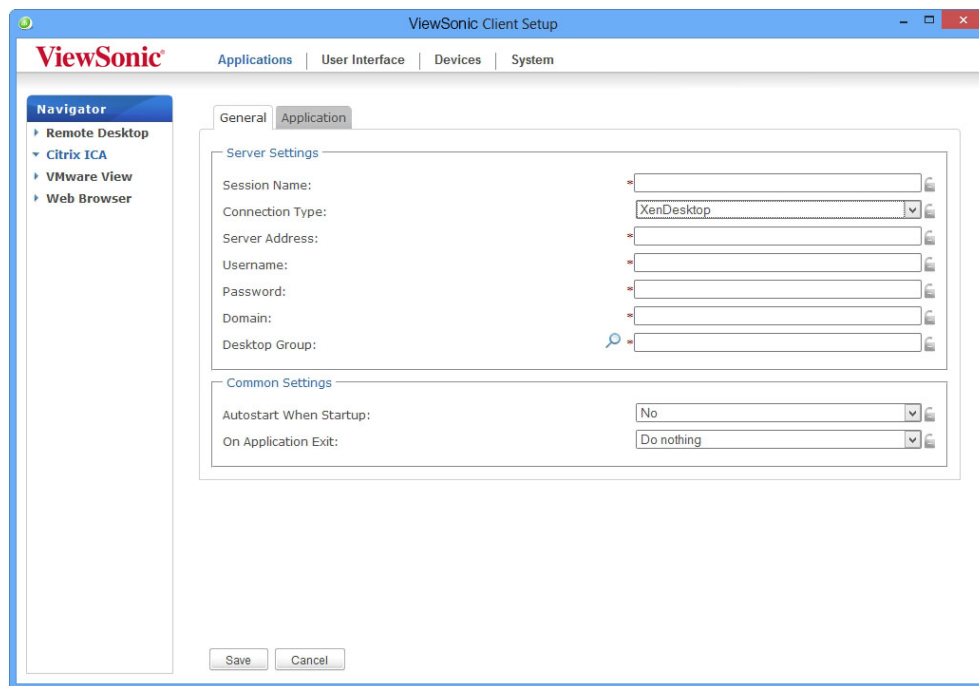 ViewSonic Client Setup
ViewSonic®
Applications | User Interface | Devices | System
Navigator
Remote Desktop
Citrix ICA
VMware View
Web Browser
General Application
Server Settings
Session Name: *
Connection Type: XenDesktop
Server Address: *
Username: *
Password: *
Domain: *
Desktop Group: *
Common Settings
Autostart When Startup: No
On Application Exit: Do nothing
Save Cancel